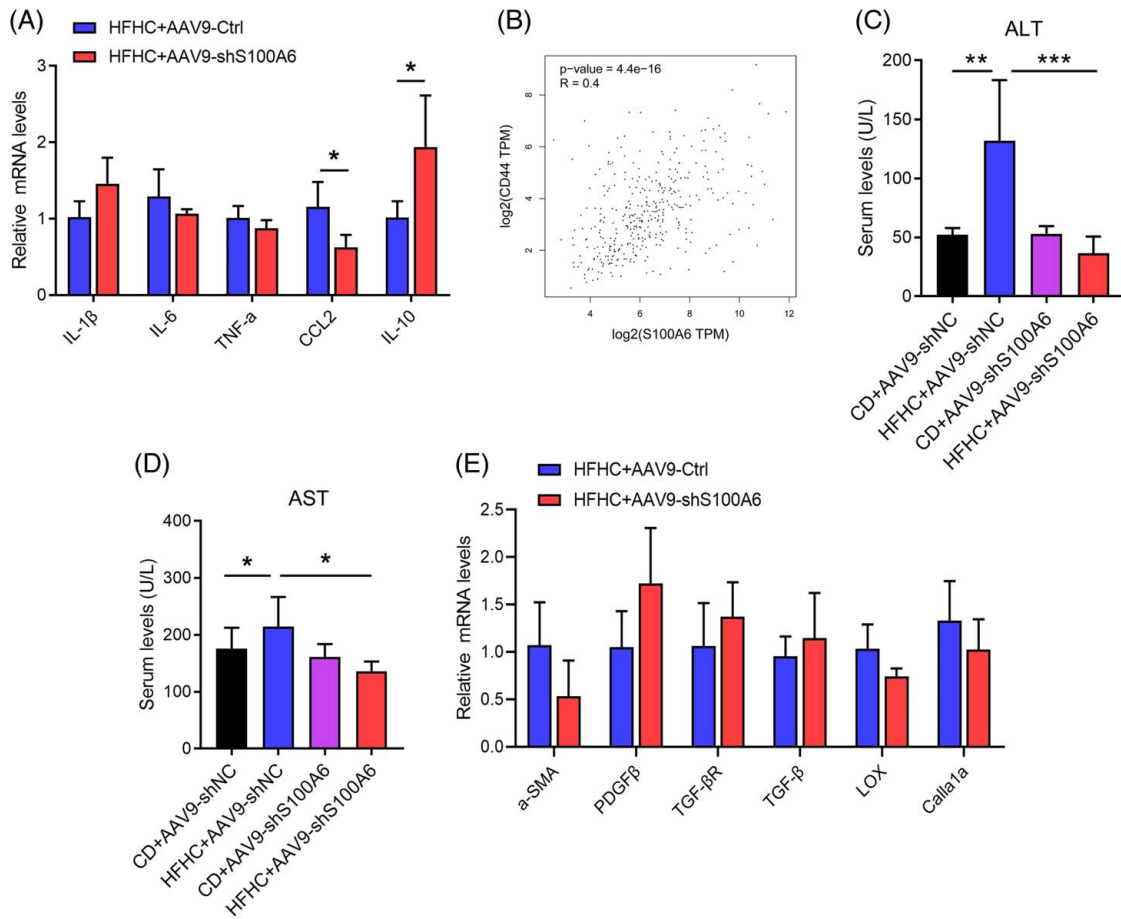 (A)
HFHC+AAV9-Ctrl
HFHC+AAV9-shS100A6
Relative mRNA levels
3
2
1
0
*
*
IL-1β
IL-6
TNF-a
CCL2
IL-10
(B)
p−value = 4.4e−16
R = 0.4
log2(CD44 TPM)
8
6
4
2
4
6
8
10
12
log2(S100A6 TPM)
(C)
ALT
Serum levels (U/L)
200
150
100
50
0
**
***
CD+AAV9-shNC
HFHC+AAV9-shNC
CD+AAV9-shS100A6
HFHC+AAV9-shS100A6
(D)
AST
Serum levels (U/L)
400
300
200
100
0
*
*
CD+AAV9-shNC
HFHC+AAV9-shNC
CD+AAV9-shS100A6
HFHC+AAV9-shS100A6
(E)
HFHC+AAV9-Ctrl
HFHC+AAV9-shS100A6
Relative mRNA levels
2.5
2.0
1.5
1.0
0.5
0.0
a-SMA
PDGFβ
TGF-βR
TGF-β
LOX
Calla1a